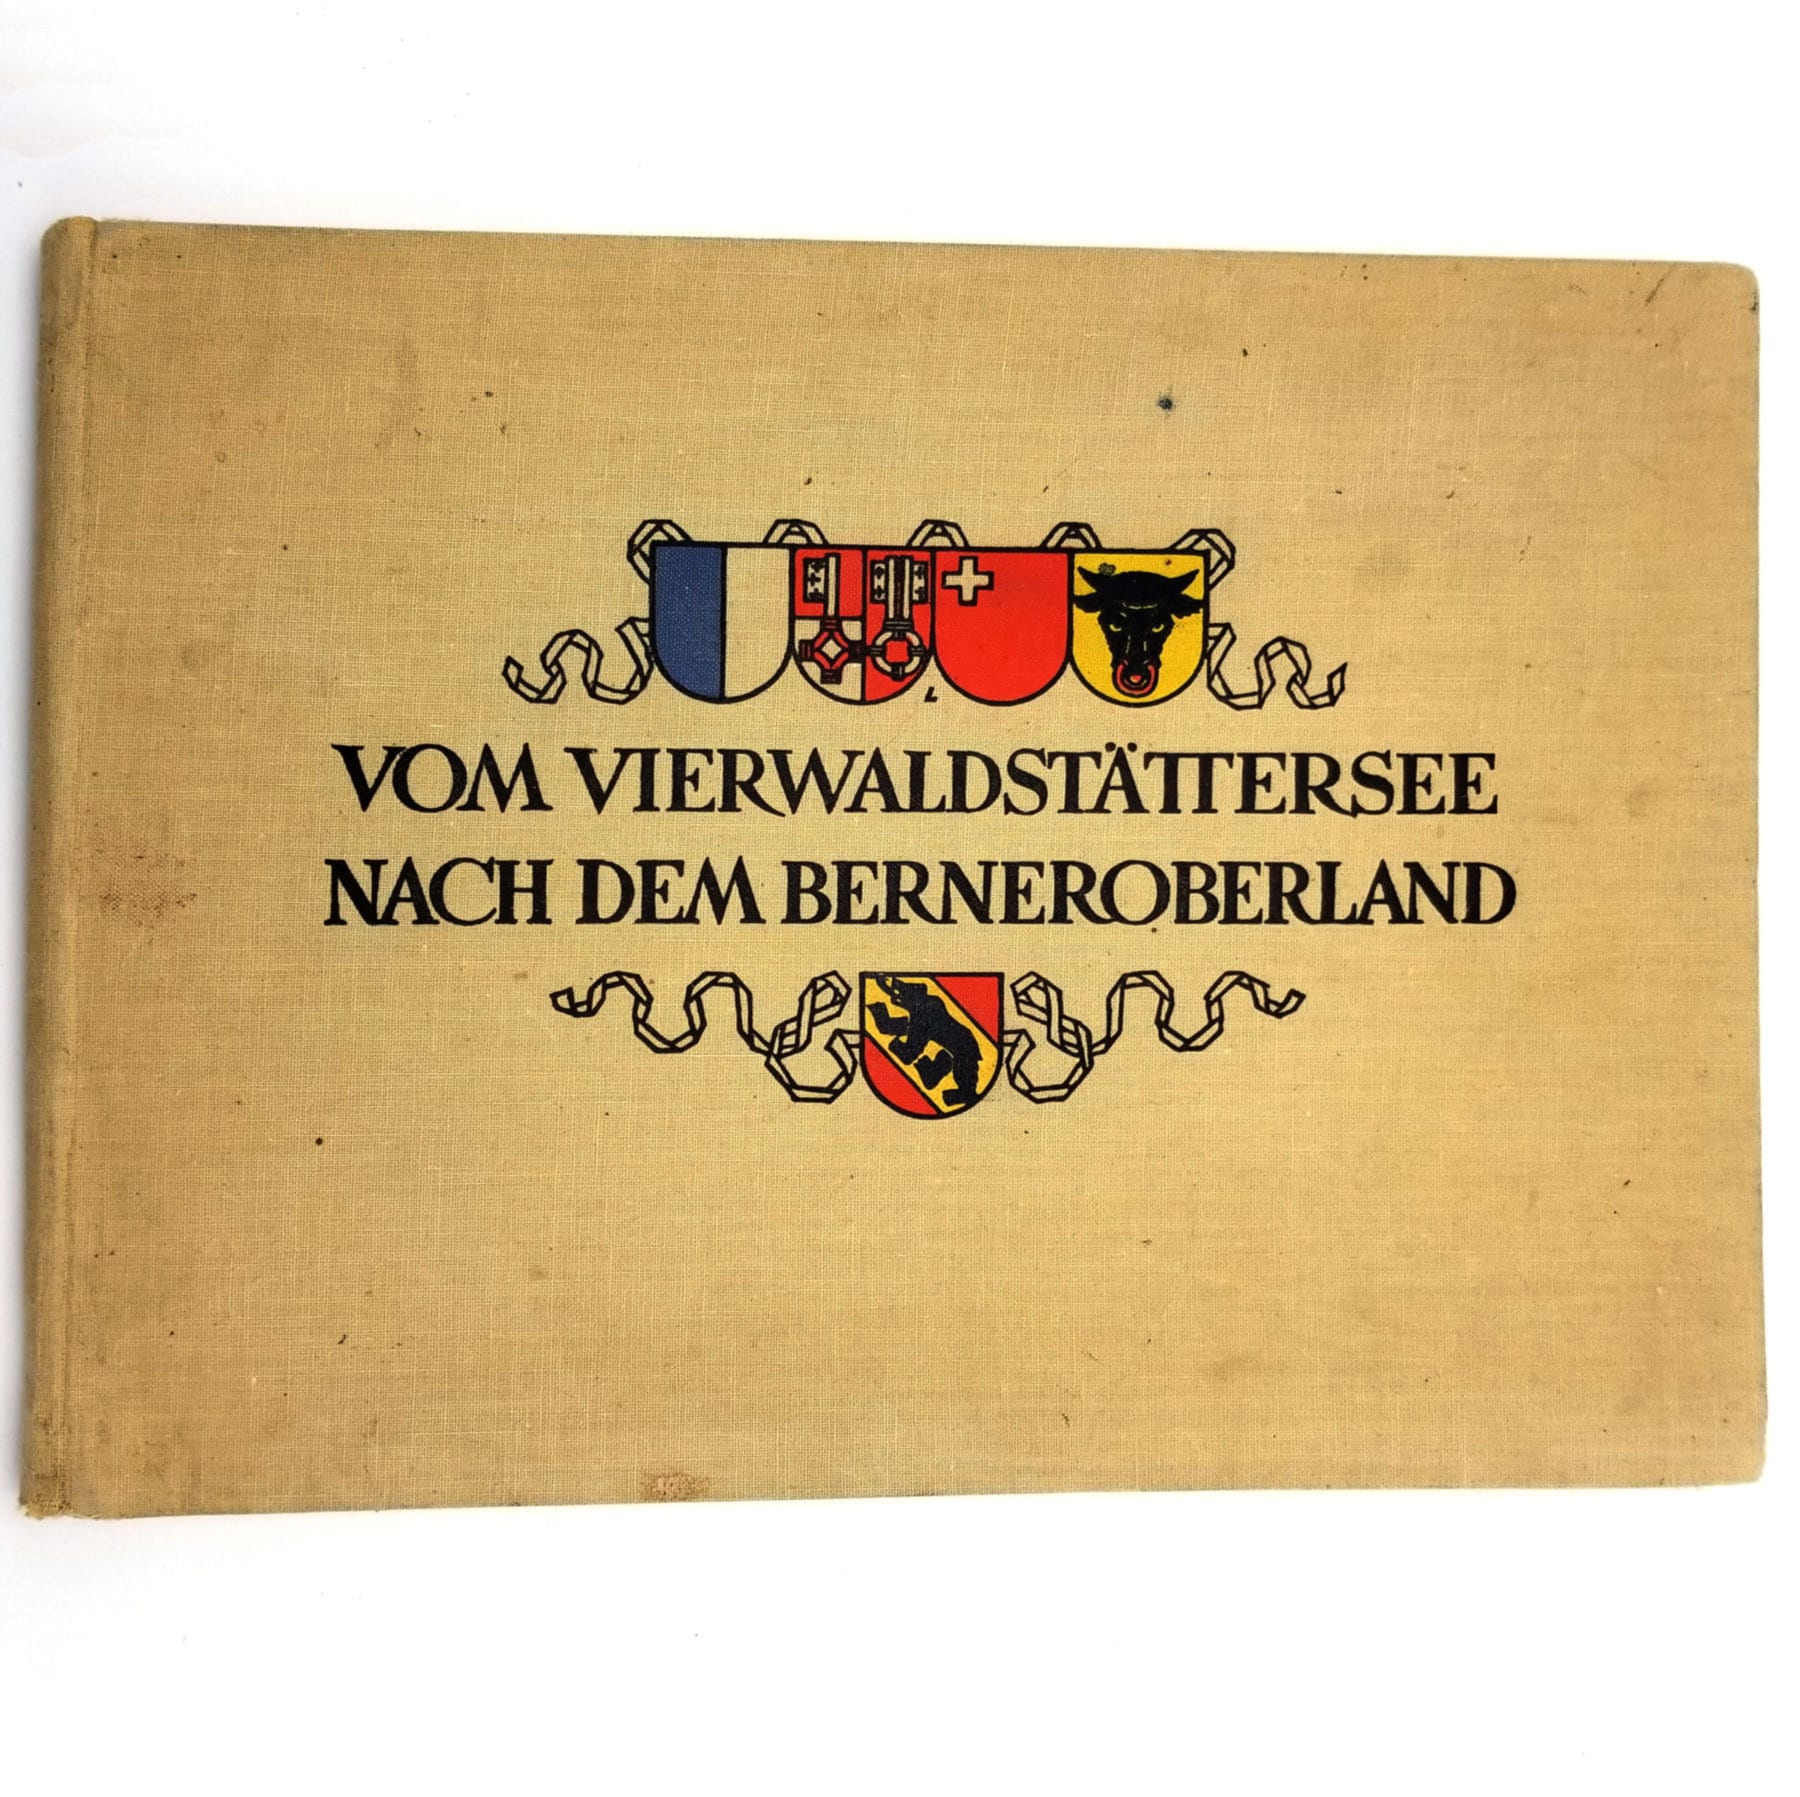 L
VOM VIERWALDSTÄTTERSEE
NACH DEM BERNEROBERLAND